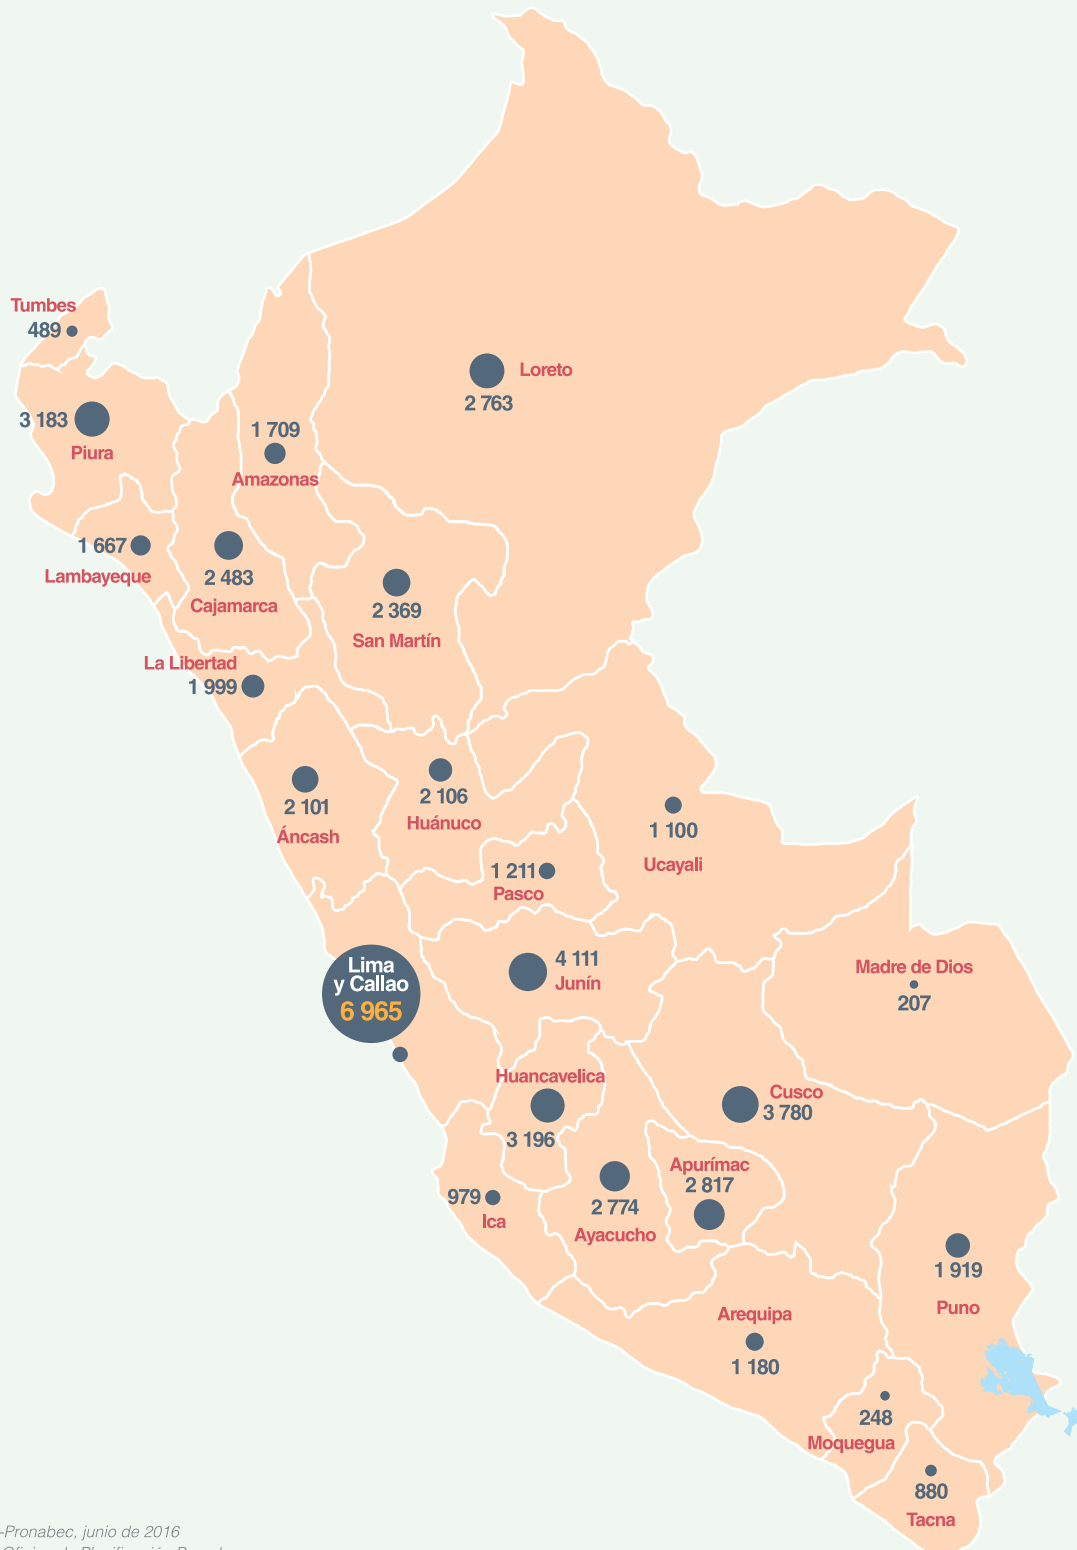 Tumbes
489
Loreto
2 763
3 183
Piura
1 709
Amazonas
1 667
Lambayeque
2 483
Cajamarca
2 369
San Martín
La Libertad
1 999
2 101
Áncash
2 106
Huánuco
1 100
Ucayali
1 211
Pasco
Lima
y Callao
6 965
4 111
Junín
Madre de Dios
207
Huancavelica
3 196
Cusco
3 780
Apurímac
2 817
979
Ica
2 774
Ayacucho
1 919
Puno
Arequipa
1 180
248
Moquegua
880
Tacna
-Pronabec, junio de 2016